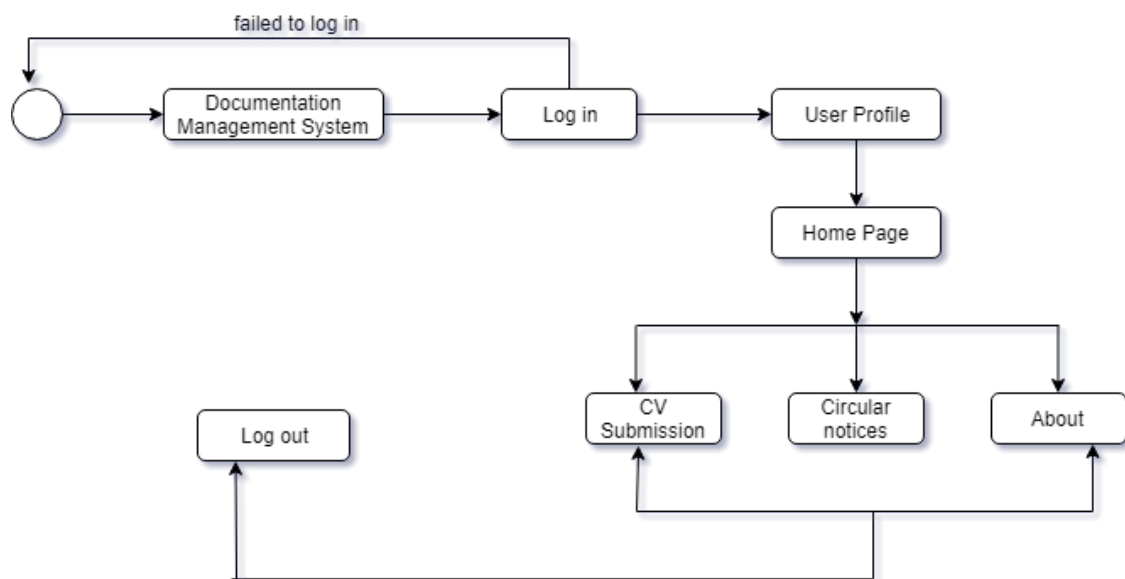 failed to log in
Documentation
Management System
Log in
User Profile
Home Page
CV
Submission
Circular
notices
About
Log out